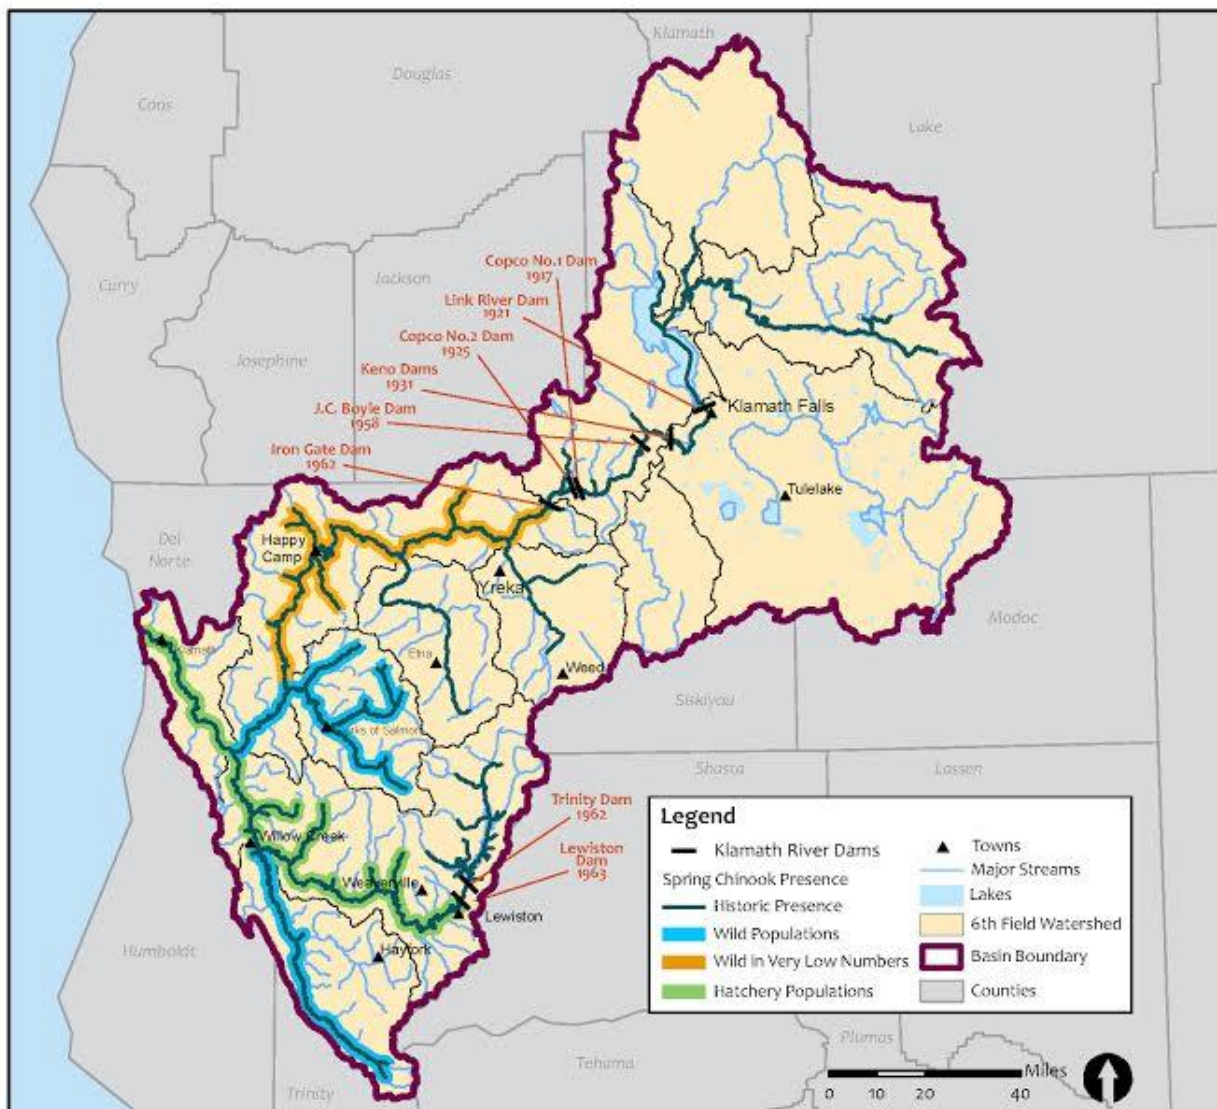 Klamath
Douglas
Coos
Lake
Copco No.1 Dam
1917
Jackson
Curry
Link River Dam
1921
Copco No.2 Dam
1925
Josephine
Keno Dams
1931
J.C. Boyle Dam
1958
Klamath Falls
Iron Gate Dam
1962
Tulelake
Del
Norte
Happy
Camp
Yreka
Modoc
Klamath
Etna
Weed
Siskiyou
Forks of Salmon
Shasta
Lassen
Trinity Dam
1962
Willow Creek
Lewiston
Dam
1963
Weaverville
Lewiston
Humboldt
Hayfork
Legend
Klamath River Dams
Spring Chinook Presence
Historic Presence
Wild Populations
Wild in Very Low Numbers
Hatchery Populations
Towns
Major Streams
Lakes
6th Field Watershed
Basin Boundary
Counties
Plumas
Tehama
Trinity
Miles
0 10 20 40